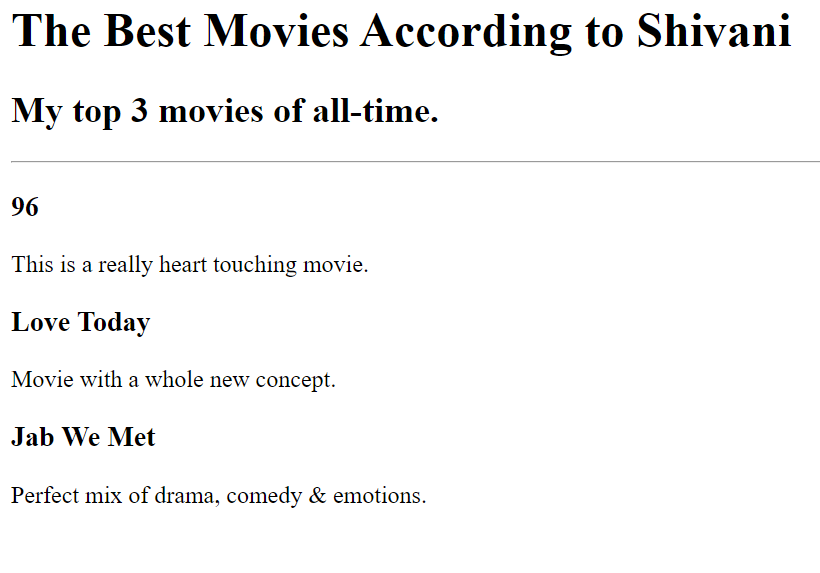 The Best Movies According to Shivani
My top 3 movies of all-time.
96
This is a really heart touching movie.
Love Today
Movie with a whole new concept.
Jab We Met
Perfect mix of drama, comedy & emotions.